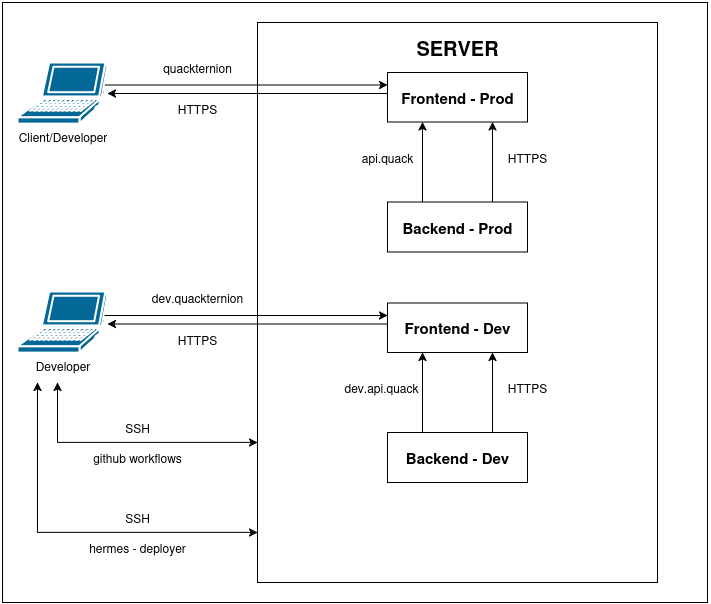 SERVER
quackternion
Frontend - Prod
HTTPS
Client/Developer
api.quack
HTTPS
Backend - Prod
dev.quackternion
Frontend - Dev
HTTPS
Developer
dev.api.quack
HTTPS
SSH
github workflows
Backend - Dev
SSH
hermes - deployer